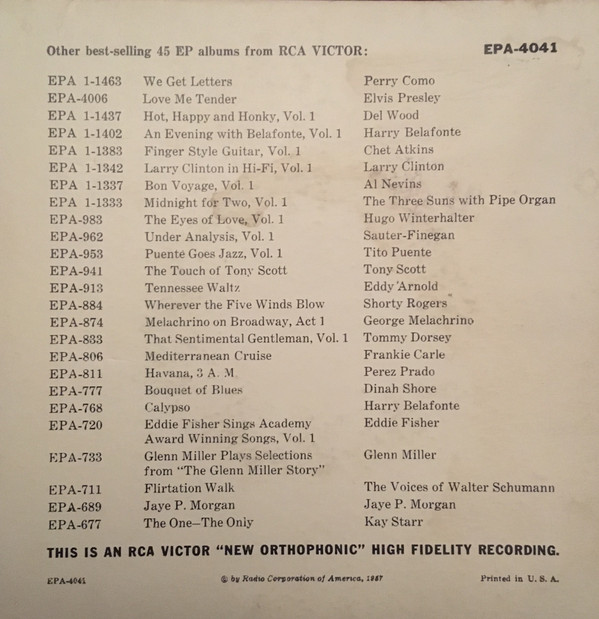 Other best-selling 45 EP albums from RCA VICTOR: EPA-4041
EPA 1-1463 We Get Letters Perry Como
EPA-4006 Love Me Tender Elvis Presley
EPA 1-1437 Hot, Happy and Honky, Vol. 1 Del Wood
EPA 1-1402 An Evening with Belafonte, Vol. 1 Harry Belafonte
EPA 1-1383 Finger Style Guitar, Vol. 1 Chet Atkins
EPA 1-1342 Larry Clinton in Hi-Fi, Vol. 1 Larry Clinton
EPA 1-1337 Bon Voyage, Vol. 1 Al Nevins
EPA 1-1333 Midnight for Two, Vol. 1 The Three Suns with Pipe Organ
EPA-983 The Eyes of Love, Vol. 1 Hugo Winterhalter
EPA-962 Under Analysis, Vol. 1 Sauter-Finegan
EPA-953 Puente Goes Jazz, Vol. 1 Tito Puente
EPA-941 The Touch of Tony Scott Tony Scott
EPA-913 Tennessee Waltz Eddy Arnold
EPA-884 Wherever the Five Winds Blow Shorty Rogers
EPA-874 Melachrino on Broadway, Act 1 George Melachrino
EPA-833 That Sentimental Gentleman, Vol. 1 Tommy Dorsey
EPA-806 Mediterranean Cruise Frankie Carle
EPA-811 Havana, 3 A. M. Perez Prado
EPA-777 Bouquet of Blues Dinah Shore
EPA-768 Calypso Harry Belafonte
EPA-720 Eddie Fisher Sings Academy Eddie Fisher
Award Winning Songs, Vol. 1
EPA-733 Glenn Miller Plays Selections Glenn Miller
from "The Glenn Miller Story"
EPA-711 Flirtation Walk The Voices of Walter Schumann
EPA-689 Jaye P. Morgan Jaye P. Morgan
EPA-677 The One—The Only Kay Starr
THIS IS AN RCA VICTOR "NEW ORTHOPHONIC" HIGH FIDELITY RECORDING.
EPA-4041 © by Radio Corporation of America, 1957 Printed in U. S. A.